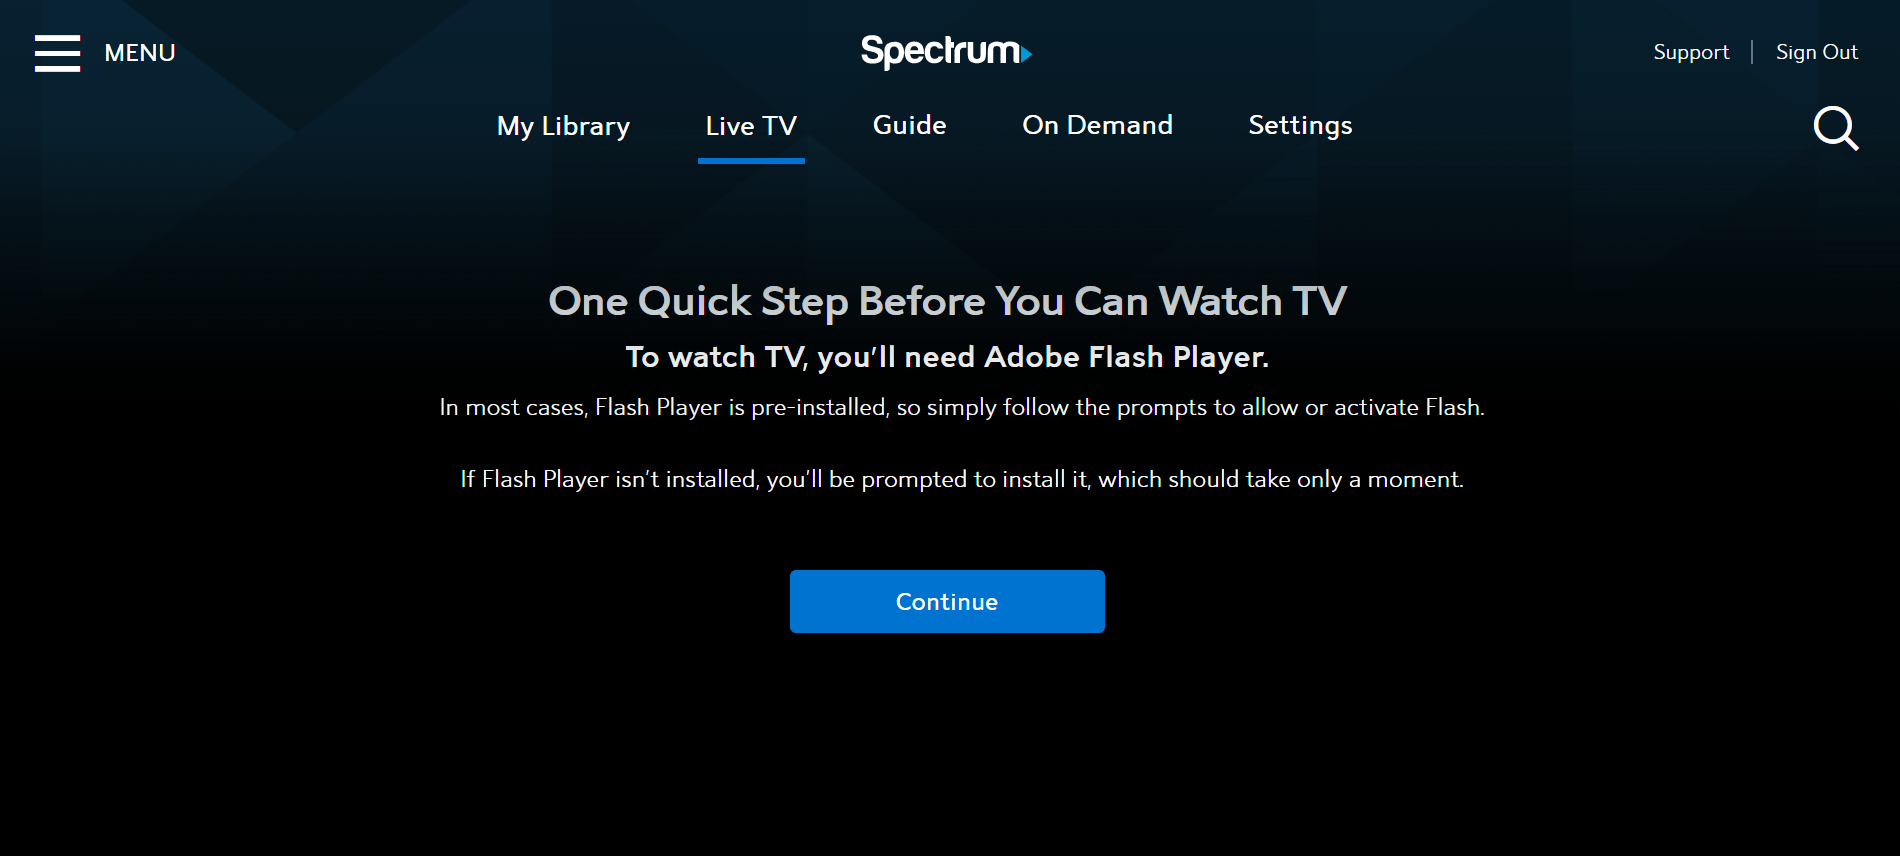 MENU
Spectrum
Support
Sign Out
My Library
Live TV
Guide
On Demand
Settings
One Quick Step Before You Can Watch TV
To watch TV, you’ll need Adobe Flash Player.
In most cases, Flash Player is pre-installed, so simply follow the prompts to allow or activate Flash.
If Flash Player isn’t installed, you’ll be prompted to install it, which should take only a moment.
Continue